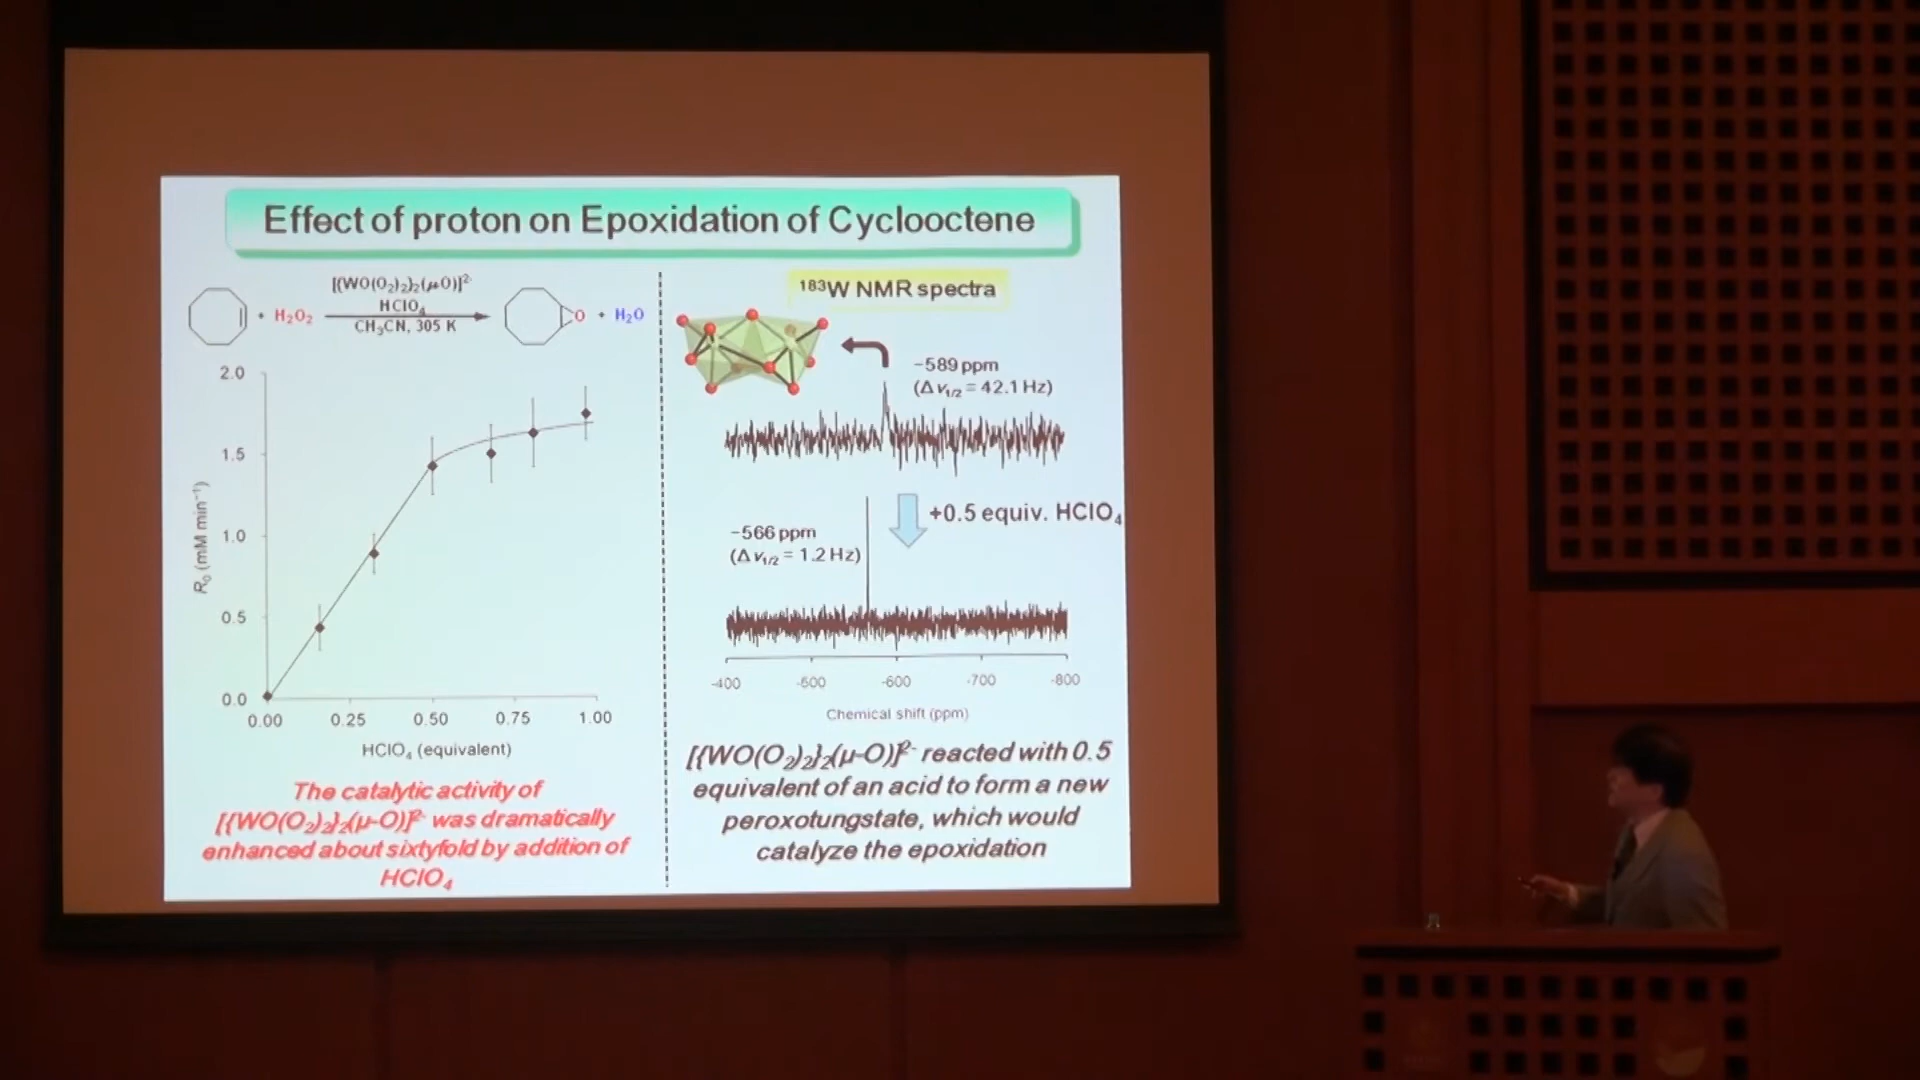 Effect of proton on Epoxidation of Cyclooctene
[{WO(O₂)₂}₂(μ-O)]²⁻
HClO₄
+ H₂O₂
O + H₂O
CH₃CN, 305 K
2.0
1.5
1.0
0.5
0.0
R₀ (mM min⁻¹)
0.00 0.25 0.50 0.75 1.00
HClO₄ (equivalent)
The catalytic activity of
[{WO(O₂)₂}₂(μ-O)]²⁻ was dramatically
enhanced about sixtyfold by addition of
HClO₄
¹⁸³W NMR spectra
-589 ppm
(Δν₁/₂ = 42.1 Hz)
+0.5 equiv. HClO₄
-566 ppm
(Δν₁/₂ = 1.2 Hz)
-400 -500 -600 -700 -800
Chemical shift (ppm)
[{WO(O₂)₂}₂(μ-O)]²⁻ reacted with 0.5
equivalent of an acid to form a new
peroxotungstate, which would
catalyze the epoxidation